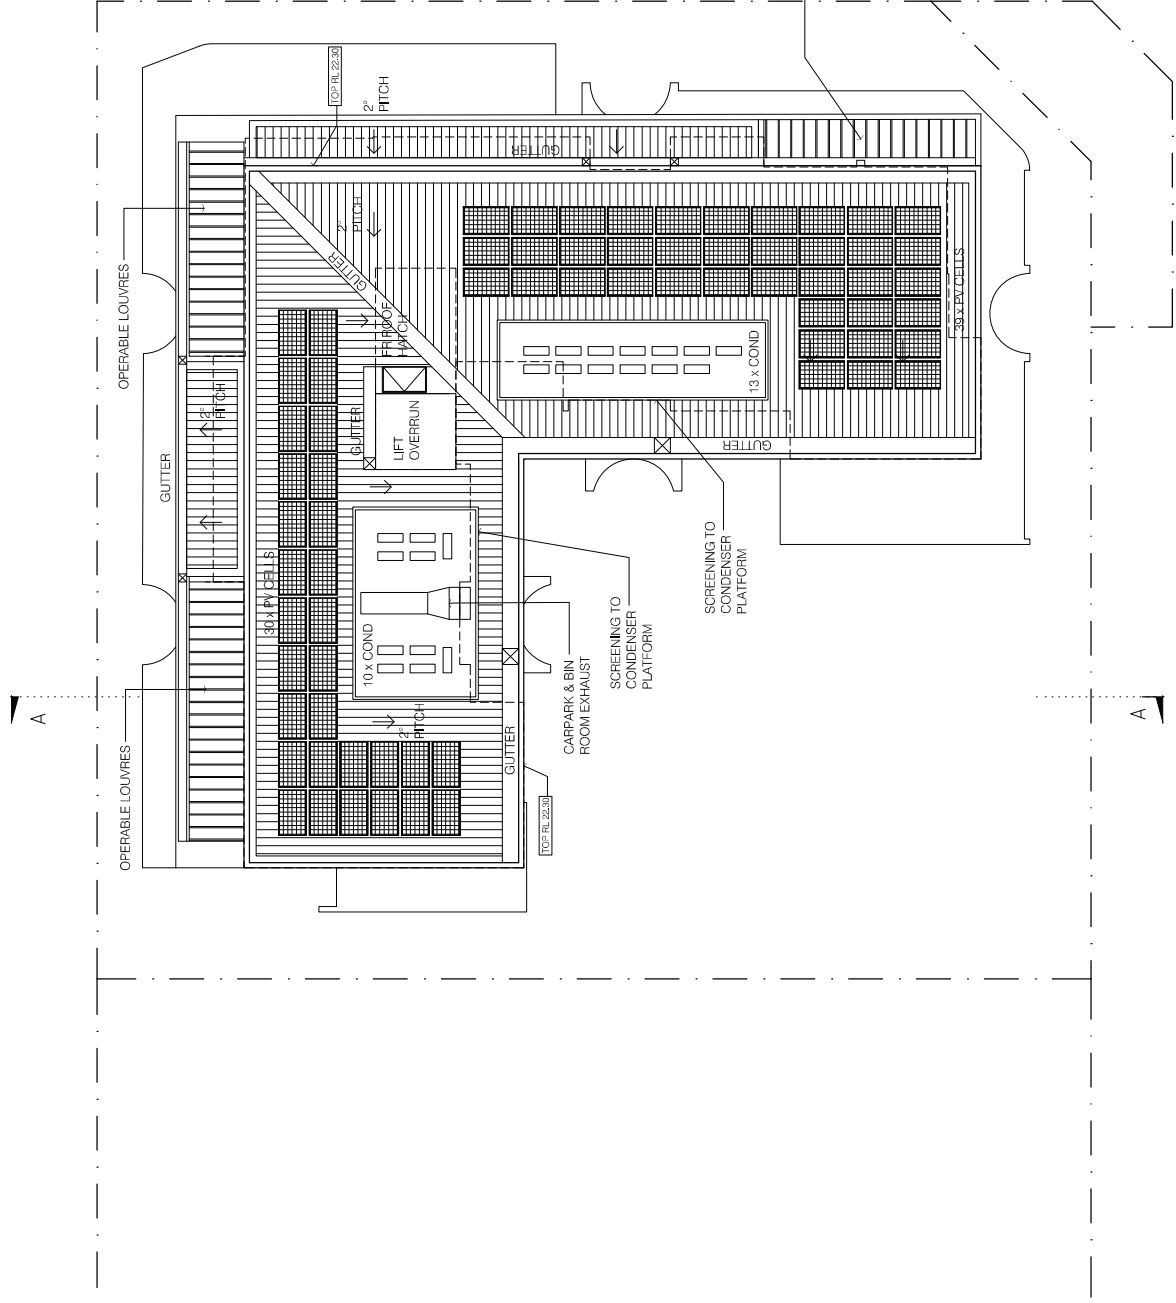 TOP RL 22.30
2°
PITCH
GUTTER
OPERABLE LOUVRES
2°
PITCH
GUTTER
39 x PV CELLS
FR ROOF
HATCH
13 x COND
2°
PITCH
GUTTER
LIFT
OVERRUN
GUTTER
GUTTER
30 x PV CELLS
SCREENING TO
CONDENSER
PLATFORM
10 x COND
SCREENING TO
CONDENSER
PLATFORM
CARPARK & BIN
ROOM EXHAUST
A
A
2°
PITCH
GUTTER
OPERABLE LOUVRES
TOP RL 22.30